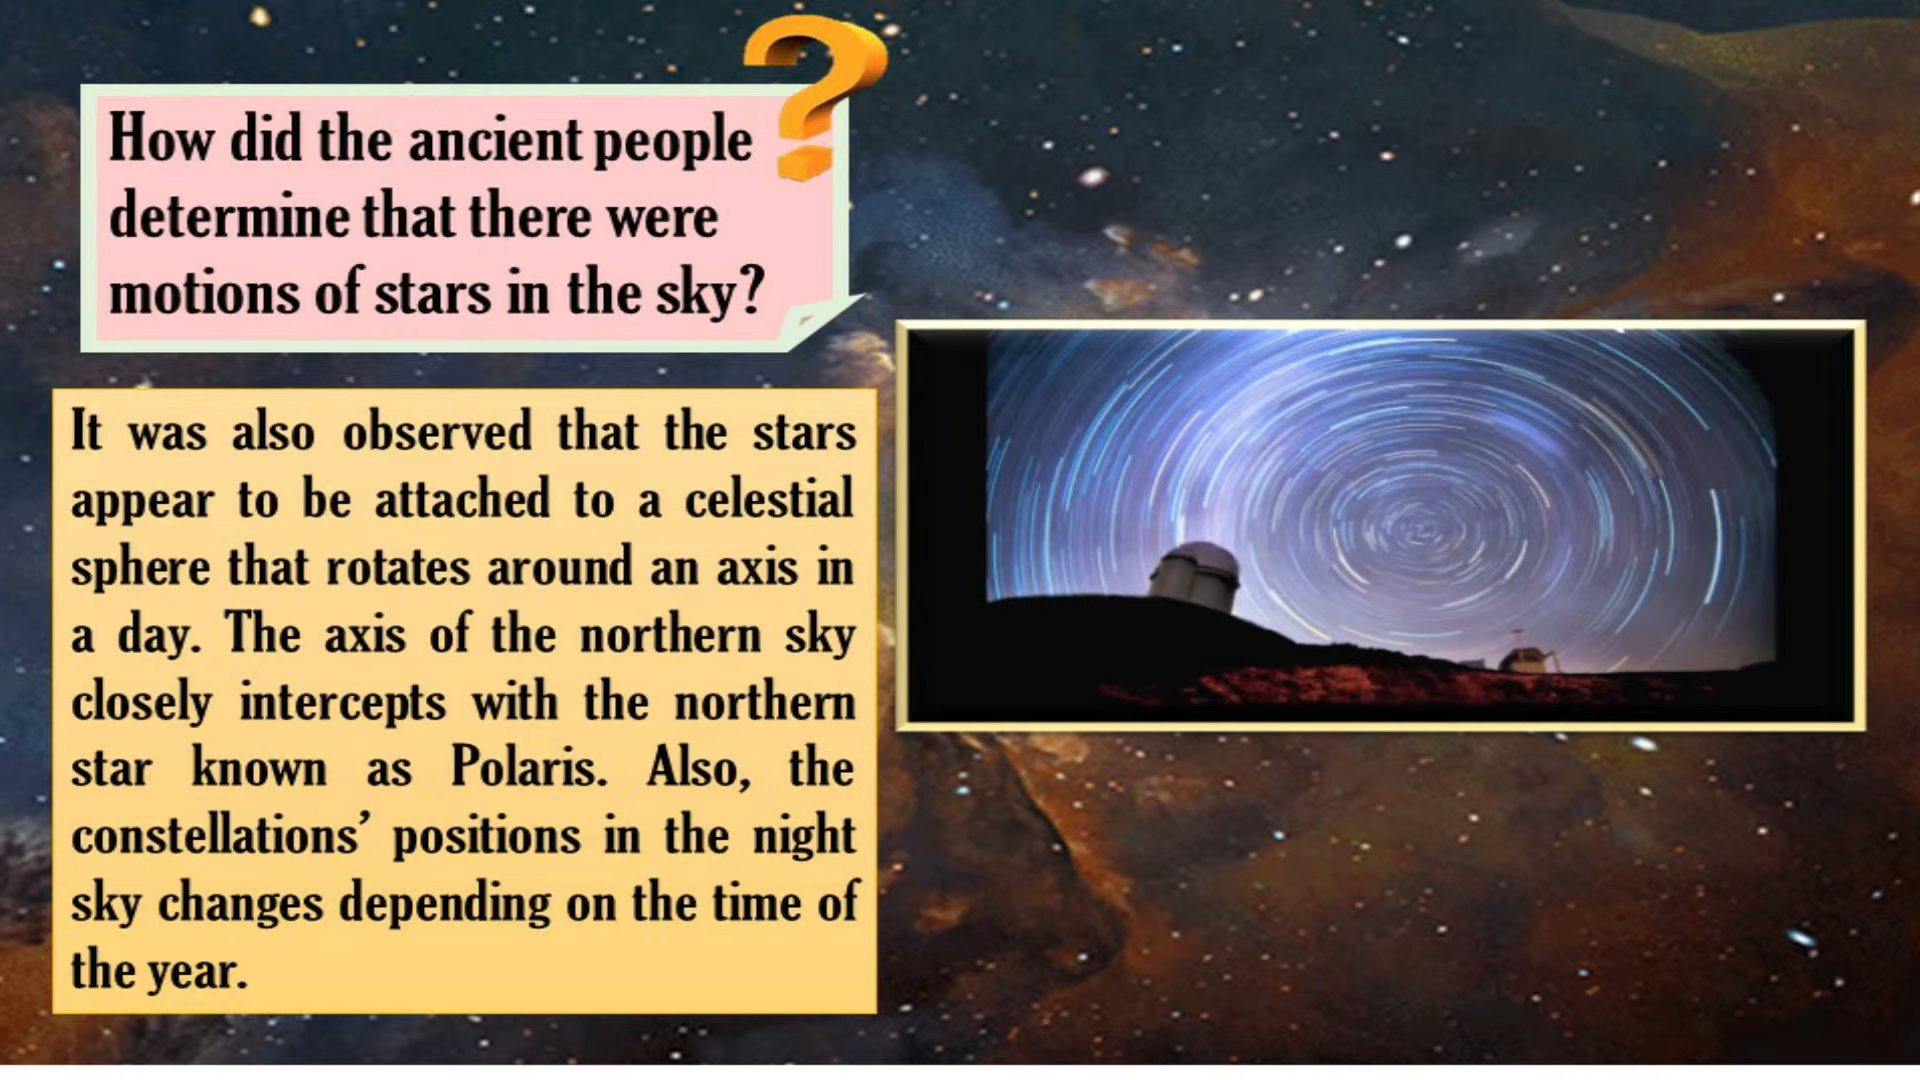 How did the ancient people
determine that there were
motions of stars in the sky?
It was also observed that the stars
appear to be attached to a celestial
sphere that rotates around an axis in
a day. The axis of the northern sky
closely intercepts with the northern
star known as Polaris. Also, the
constellations’ positions in the night
sky changes depending on the time of
the year.